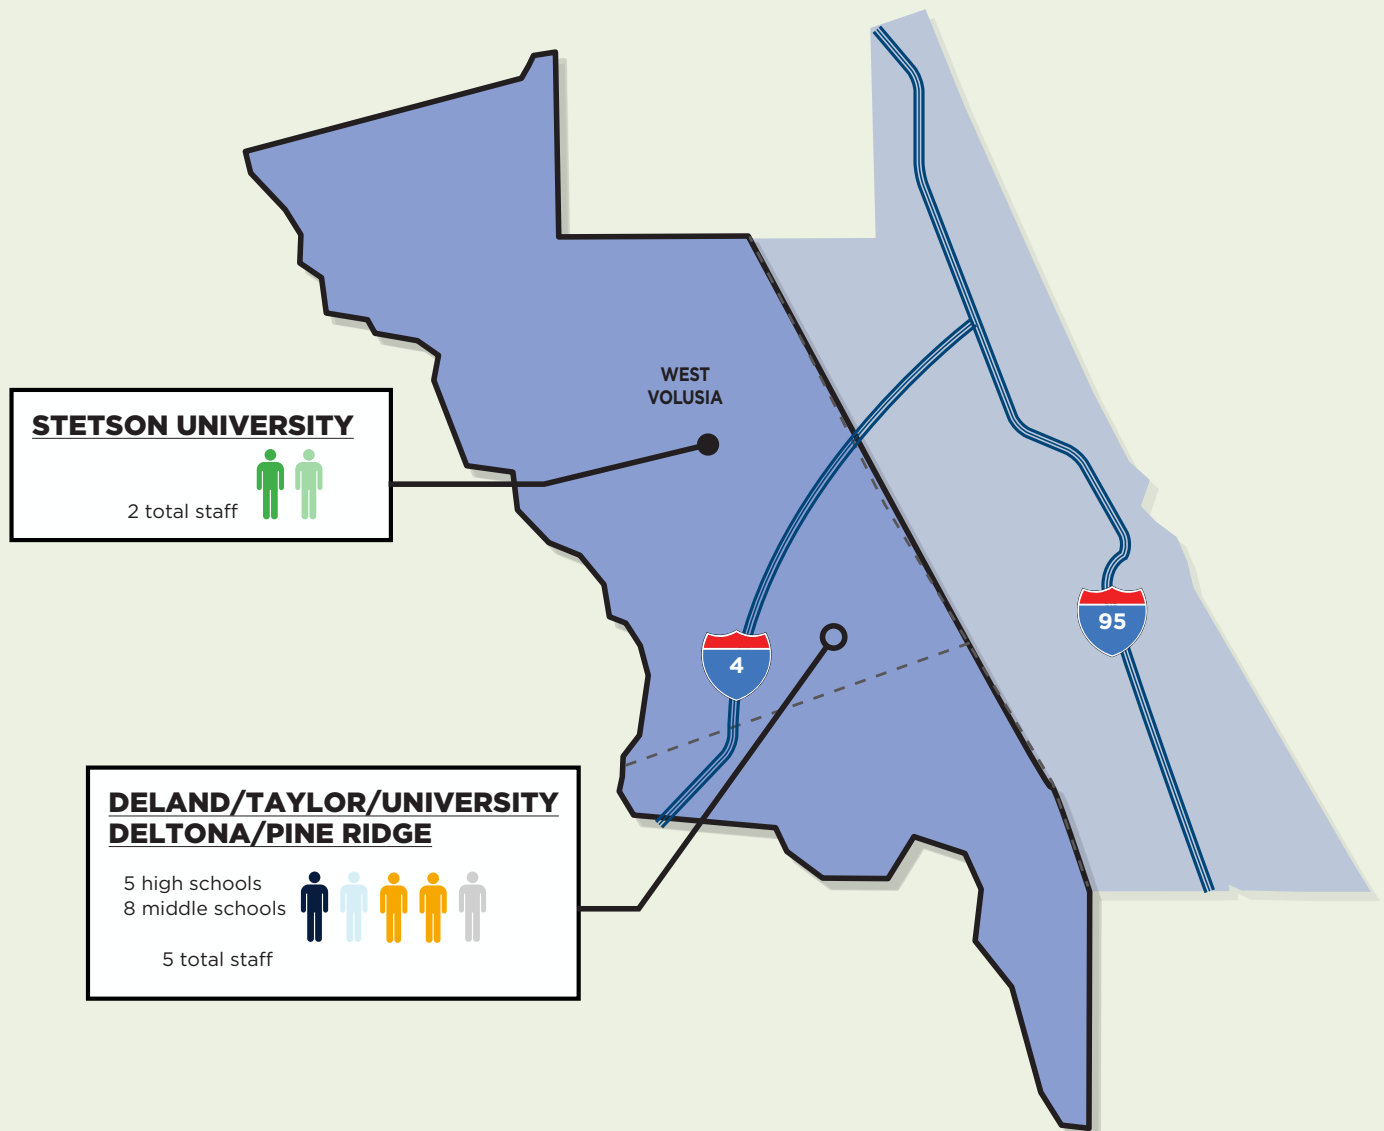 WEST
VOLUSIA
STETSON UNIVERSITY
2 total staff
95
4
DELAND/TAYLOR/UNIVERSITY
DELTONA/PINE RIDGE
5 high schools
8 middle schools
5 total staff